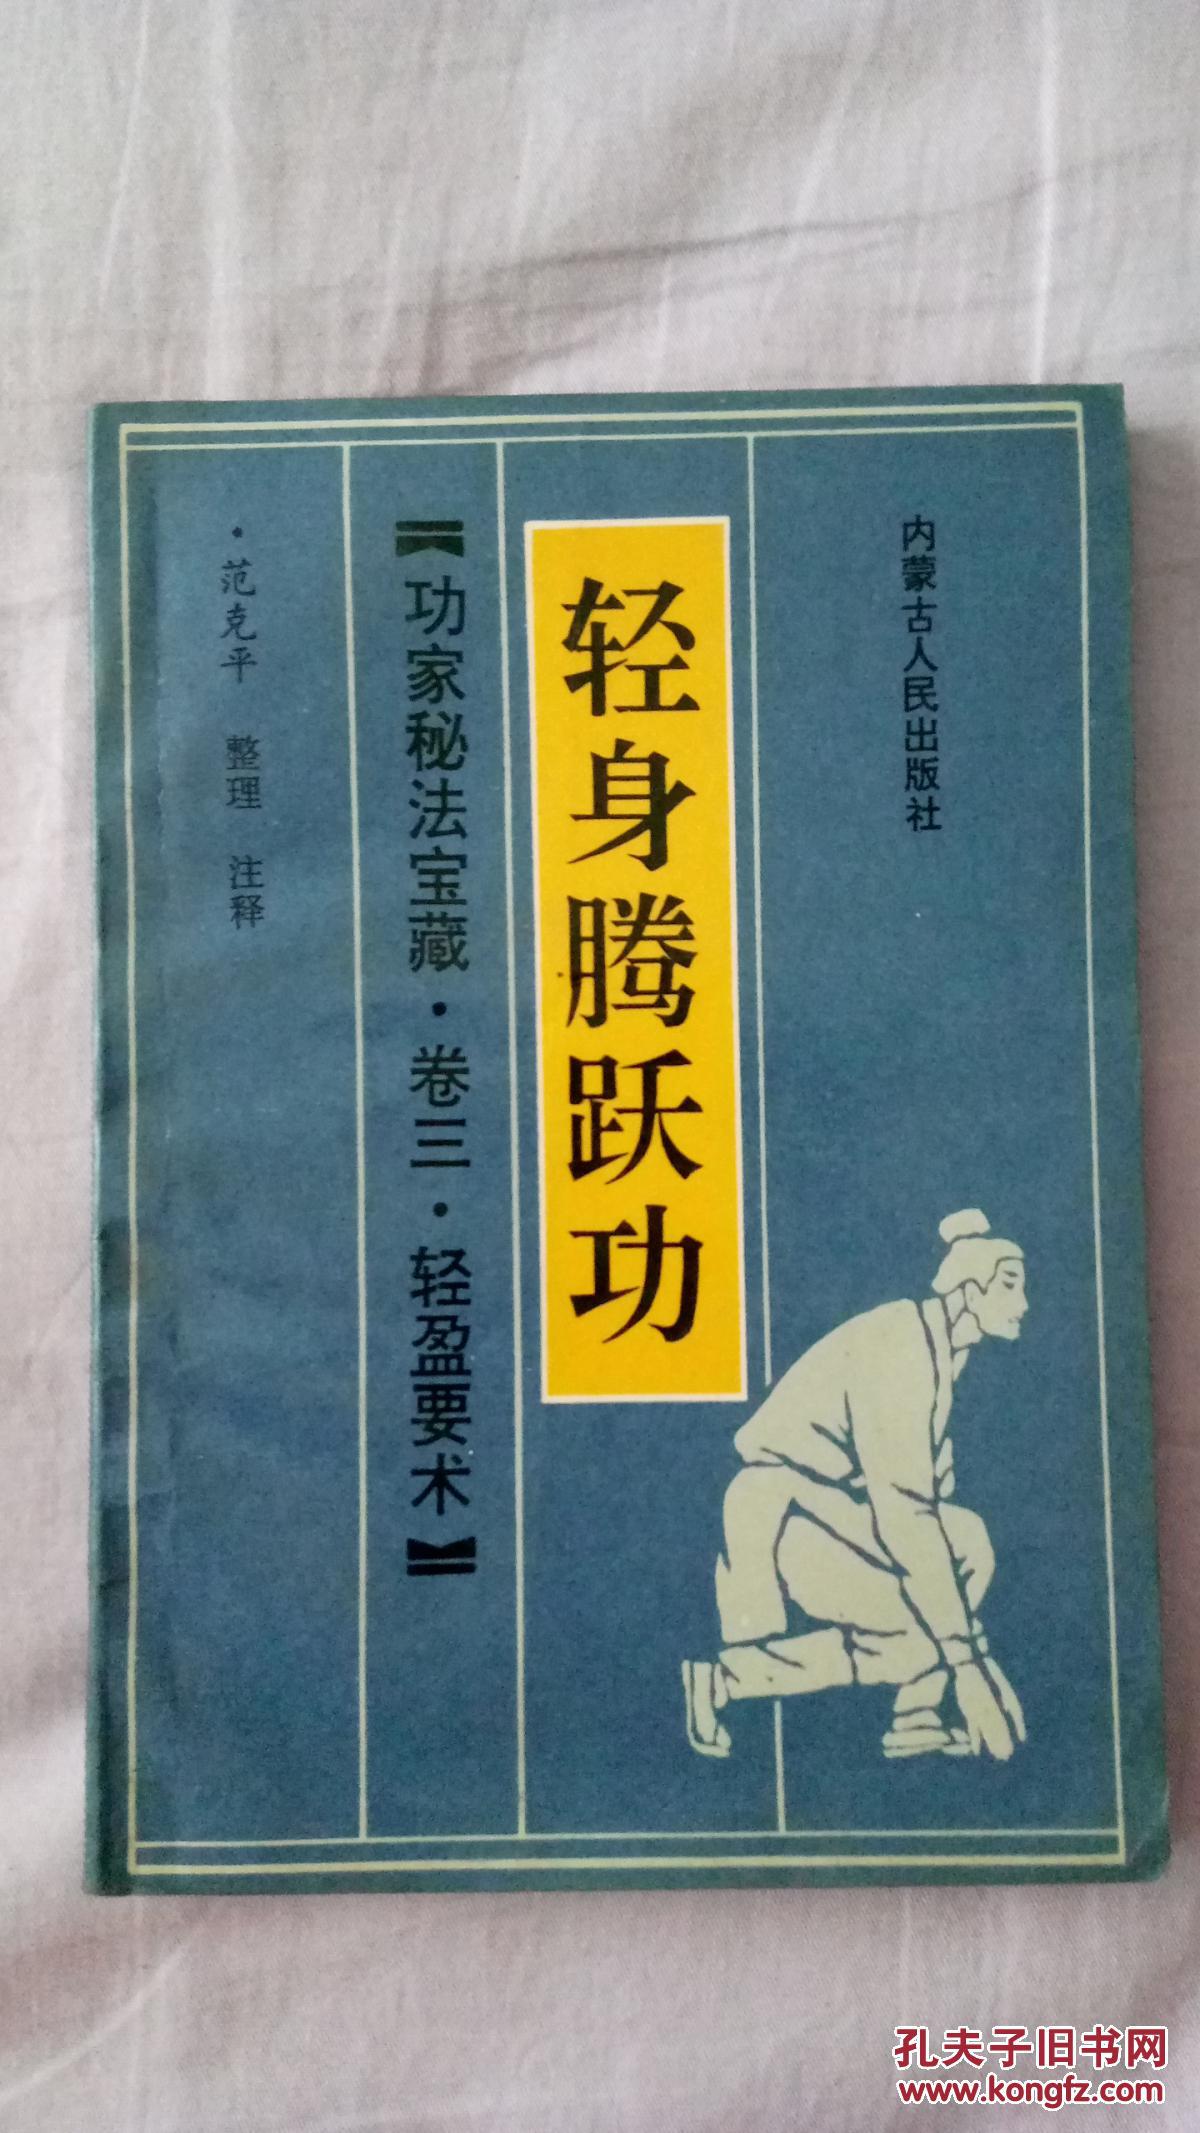 内蒙古人民出版社
轻身腾跃功
【功家秘法宝藏·卷三·轻盈要术】
·范克平 整理 注释
孔夫子旧书网
www.kongfz.com